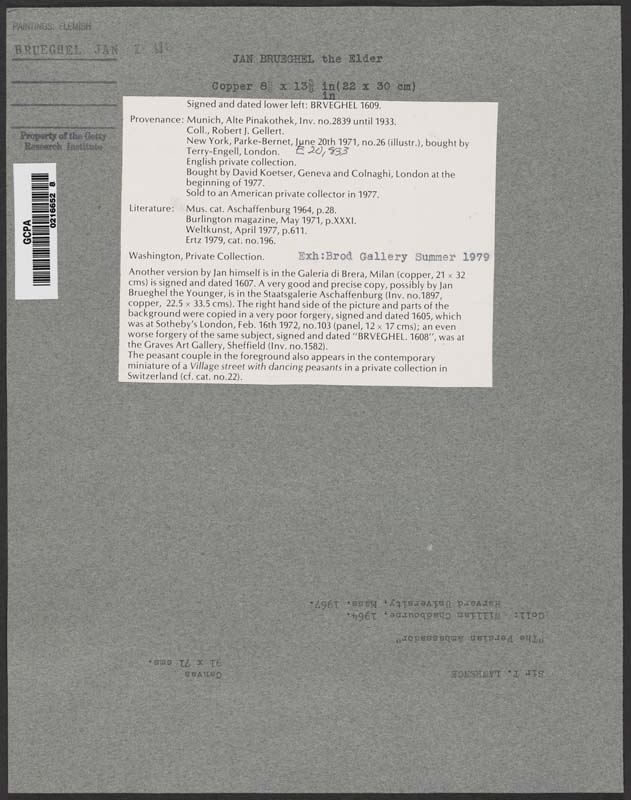 PAINTINGS: FLEMISH
BRUEGHEL JAN I
Property of the Getty
Research Institute
GCPA
0216652 8
JAN BRUEGHEL the Elder
Copper 8⅝ x 13⅜ in(22 x 30 cm)
in
Signed and dated lower left: BRVEGHEL 1609.
Provenance: Munich, Alte Pinakothek, Inv. no.2839 until 1933.
Coll., Robert J. Gellert.
New York, Parke-Bernet, June 20th 1971, no.26 (illustr.), bought by
Terry-Engell, London. £ 20,833
English private collection.
Bought by David Koetser, Geneva and Colnaghi, London at the
beginning of 1977.
Sold to an American private collector in 1977.
Literature: Mus. cat. Aschaffenburg 1964, p.28.
Burlington magazine, May 1971, p.XXXI.
Weltkunst, April 1977, p.611.
Ertz 1979, cat. no.196.
Washington, Private Collection. Exh:Brod Gallery Summer 1979
Another version by Jan himself is in the Galeria di Brera, Milan (copper, 21 × 32
cms) is signed and dated 1607. A very good and precise copy, possibly by Jan
Brueghel the Younger, is in the Staatsgalerie Aschaffenburg (Inv. no.1897,
copper, 22.5 × 33.5 cms). The right hand side of the picture and parts of the
background were copied in a very poor forgery, signed and dated 1605, which
was at Sotheby's London, Feb. 16th 1972, no.103 (panel, 12 × 17 cms); an even
worse forgery of the same subject, signed and dated "BRVEGHEL. 1608", was at
the Graves Art Gallery, Sheffield (Inv. no.1582).
The peasant couple in the foreground also appears in the contemporary
miniature of a Village street with dancing peasants in a private collection in
Switzerland (cf. cat. no.22).
Sir T. LAWRENCE
Canvas
91 x 71 cms.
"The Persian Ambassador"
Coll: William Chadbourne, 1964.
Harvard University, Mass. 1967.